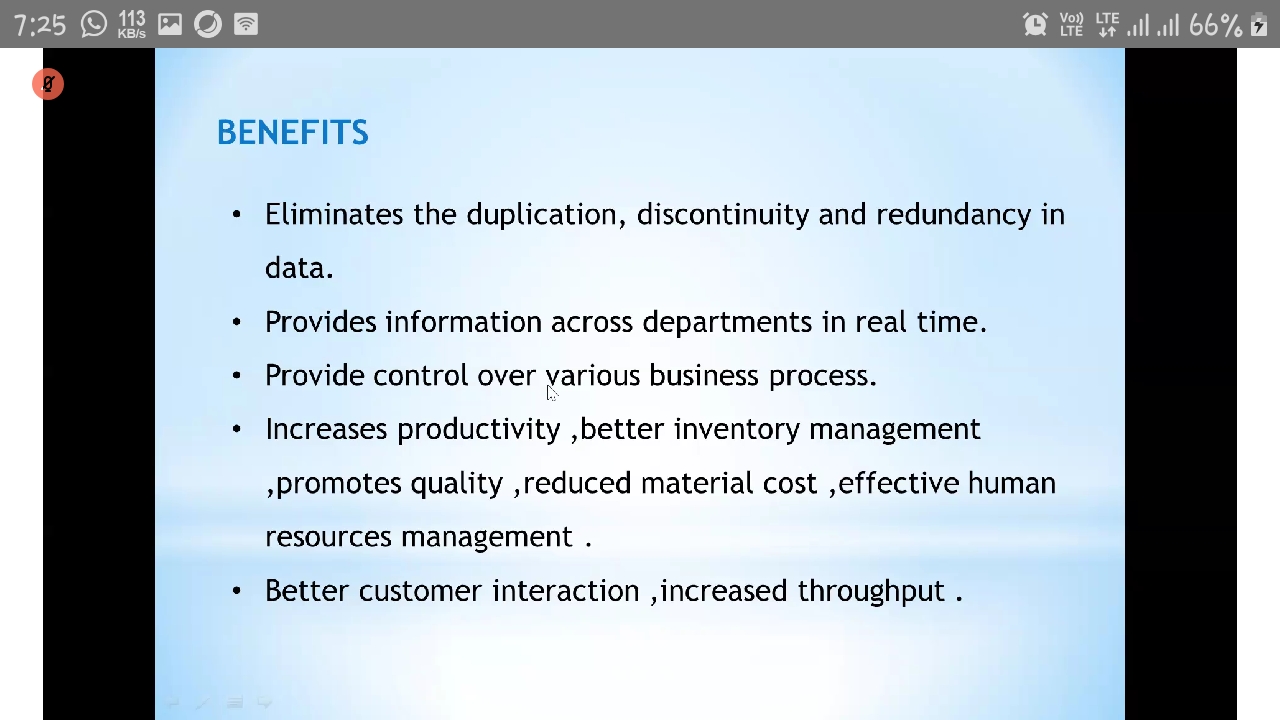 7:25 113 KB/s Vo)) LTE LTE 66%
BENEFITS
• Eliminates the duplication, discontinuity and redundancy in
data.
• Provides information across departments in real time.
• Provide control over various business process.
• Increases productivity ,better inventory management
,promotes quality ,reduced material cost ,effective human
resources management .
• Better customer interaction ,increased throughput .